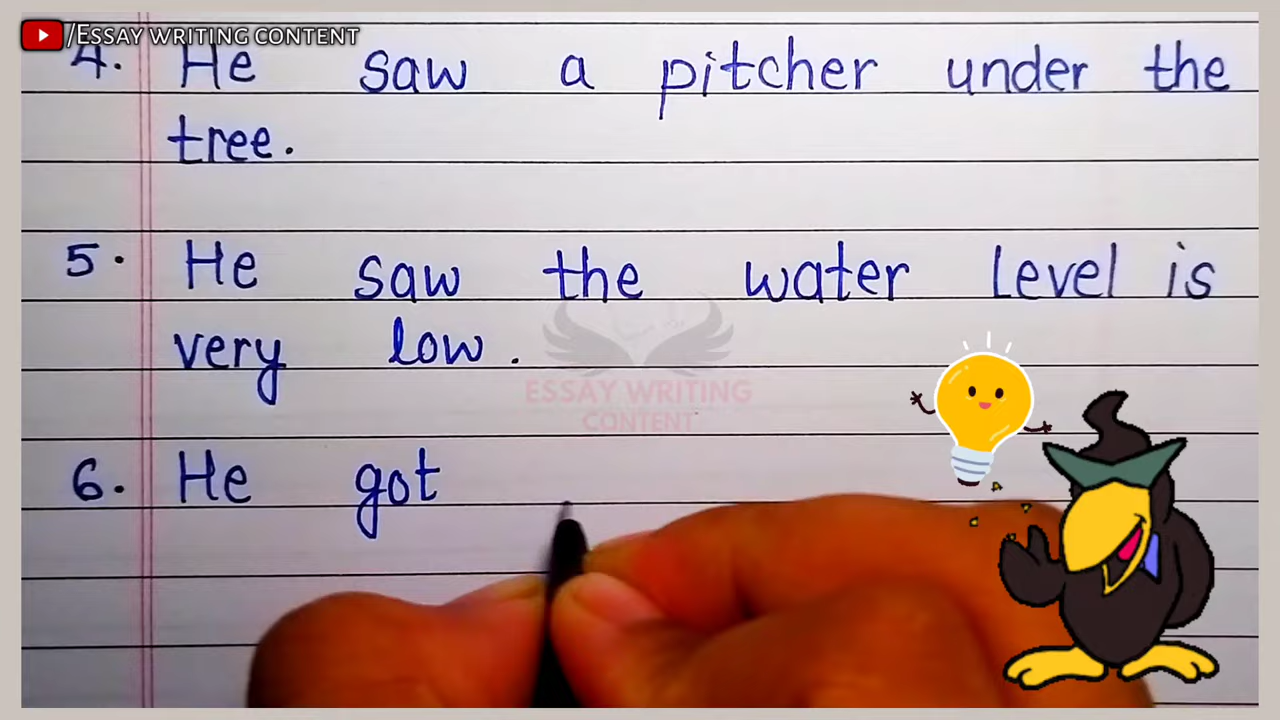 /ESSAY WRITING CONTENT
4. He saw a pitcher under the
tree.
5. He saw the water level is
very low.
ESSAY WRITING
CONTENT
6. He got